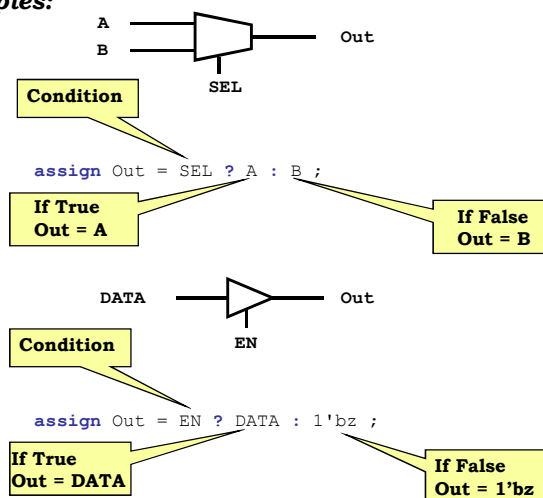 A
B
Out
SEL
Condition
assign Out = SEL ? A : B ;
If True
Out = A
If False
Out = B
DATA
Out
EN
Condition
assign Out = EN ? DATA : 1'bz ;
If True
Out = DATA
If False
Out = 1’bz